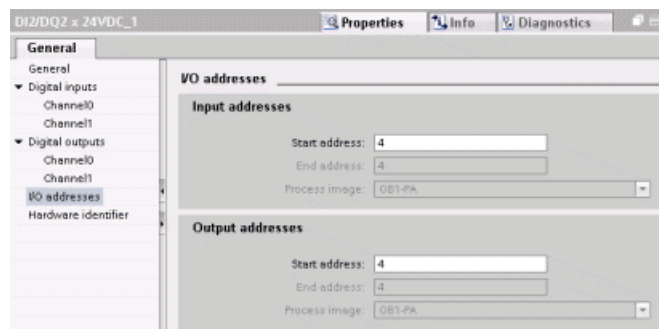 DI2/DQ2 x 24VDC_1
Properties
Info
Diagnostics
General
General
Digital inputs
Channel0
Channel1
Digital outputs
Channel0
Channel1
I/O addresses
Hardware identifier
I/O addresses
Input addresses
Start address: 4
End address: 4
Process image: OB1-PA
Output addresses
Start address: 4
End address: 4
Process image: OB1-PA